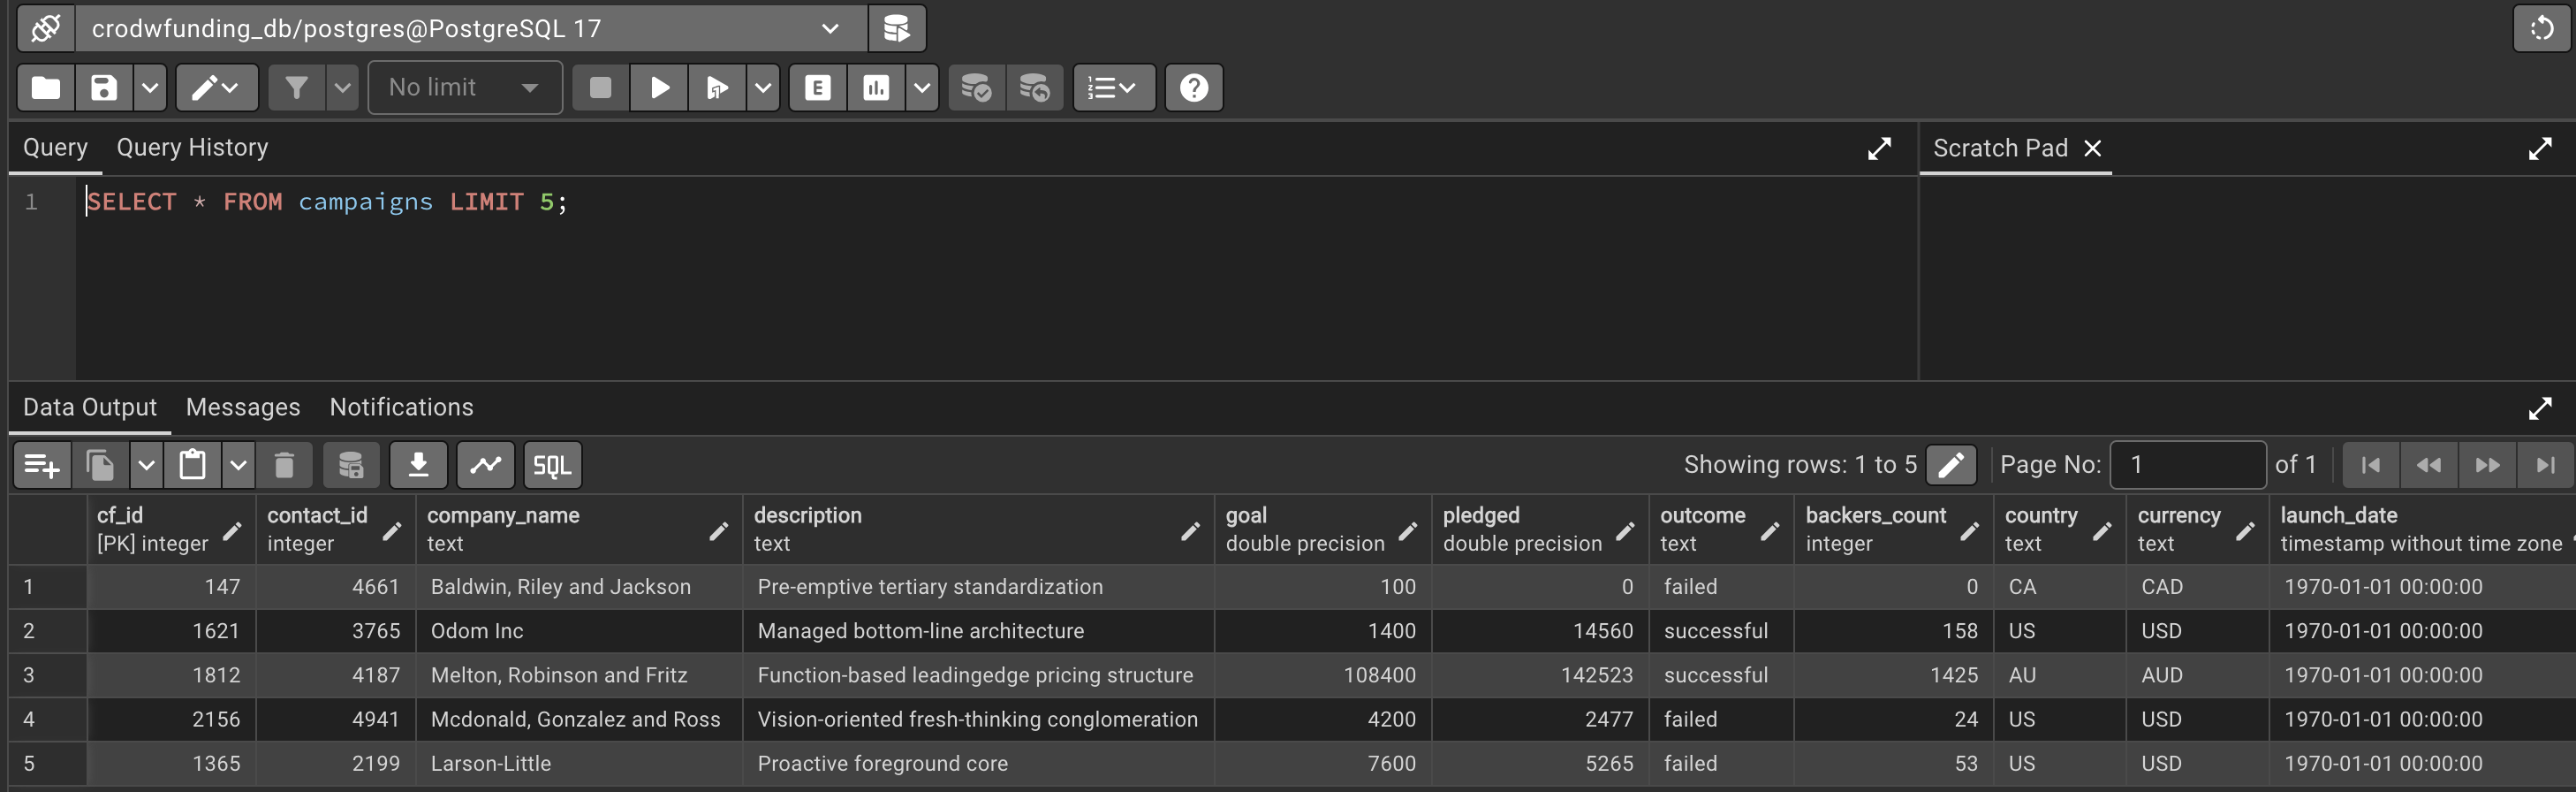 crodwfunding_db/postgres@PostgreSQL 17
No limit
E
Query Query History Scratch Pad
1 SELECT * FROM campaigns LIMIT 5;
Data Output Messages Notifications
SQL Showing rows: 1 to 5 Page No: 1 of 1
cf_id contact_id company_name description goal pledged outcome backers_count country currency launch_date
[PK] integer integer text text double precision double precision text integer text text timestamp without time zone
1 147 4661 Baldwin, Riley and Jackson Pre-emptive tertiary standardization 100 0 failed 0 CA CAD 1970-01-01 00:00:00
2 1621 3765 Odom Inc Managed bottom-line architecture 1400 14560 successful 158 US USD 1970-01-01 00:00:00
3 1812 4187 Melton, Robinson and Fritz Function-based leadingedge pricing structure 108400 142523 successful 1425 AU AUD 1970-01-01 00:00:00
4 2156 4941 Mcdonald, Gonzalez and Ross Vision-oriented fresh-thinking conglomeration 4200 2477 failed 24 US USD 1970-01-01 00:00:00
5 1365 2199 Larson-Little Proactive foreground core 7600 5265 failed 53 US USD 1970-01-01 00:00:00